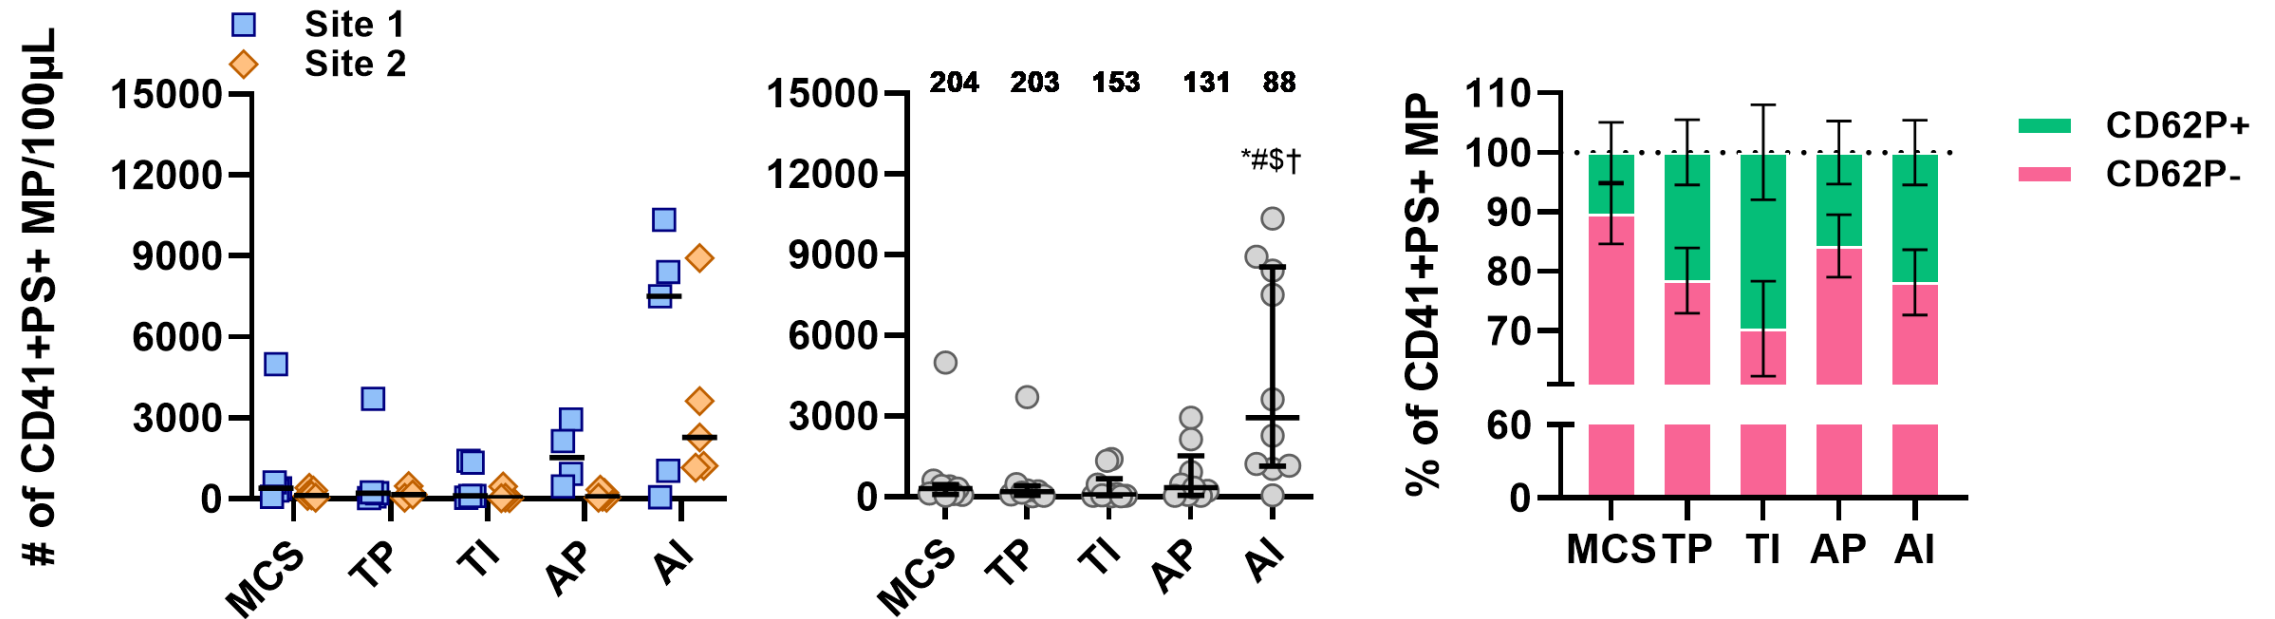 Site 1
Site 2
# of CD41+PS+ MP/100µL
15000
12000
9000
6000
3000
0
MCS
TP
TI
AP
AI
15000
12000
9000
6000
3000
0
204
203
153
131
88
*#$†
MCS
TP
TI
AP
AI
% of CD41+PS+ MP
110
100
90
80
70
60
0
MCS
TP
TI
AP
AI
CD62P+
CD62P-